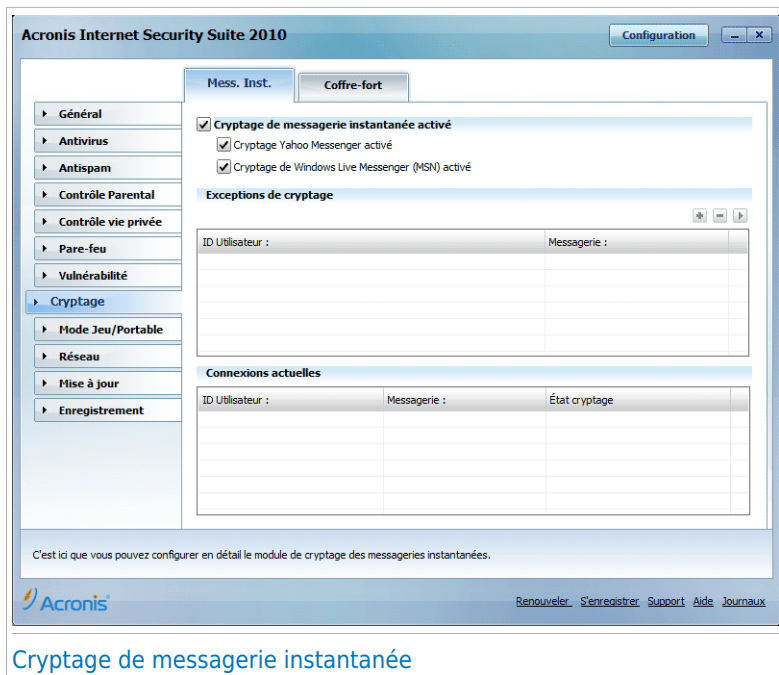 Acronis Internet Security Suite 2010
Configuration
Mess. Inst.
Coffre-fort
Général
Antivirus
Antispam
Contrôle Parental
Contrôle vie privée
Pare-feu
Vulnérabilité
Cryptage
Mode Jeu/Portable
Réseau
Mise à jour
Enregistrement
Cryptage de messagerie instantanée activé
Cryptage Yahoo Messenger activé
Cryptage de Windows Live Messenger (MSN) activé
Exceptions de cryptage
ID Utilisateur : Messagerie :
Connexions actuelles
ID Utilisateur : Messagerie : État cryptage
C'est ici que vous pouvez configurer en détail le module de cryptage des messageries instantanées.
Acronis
Renouveler S'enregistrer Support Aide Journaux
Cryptage de messagerie instantanée